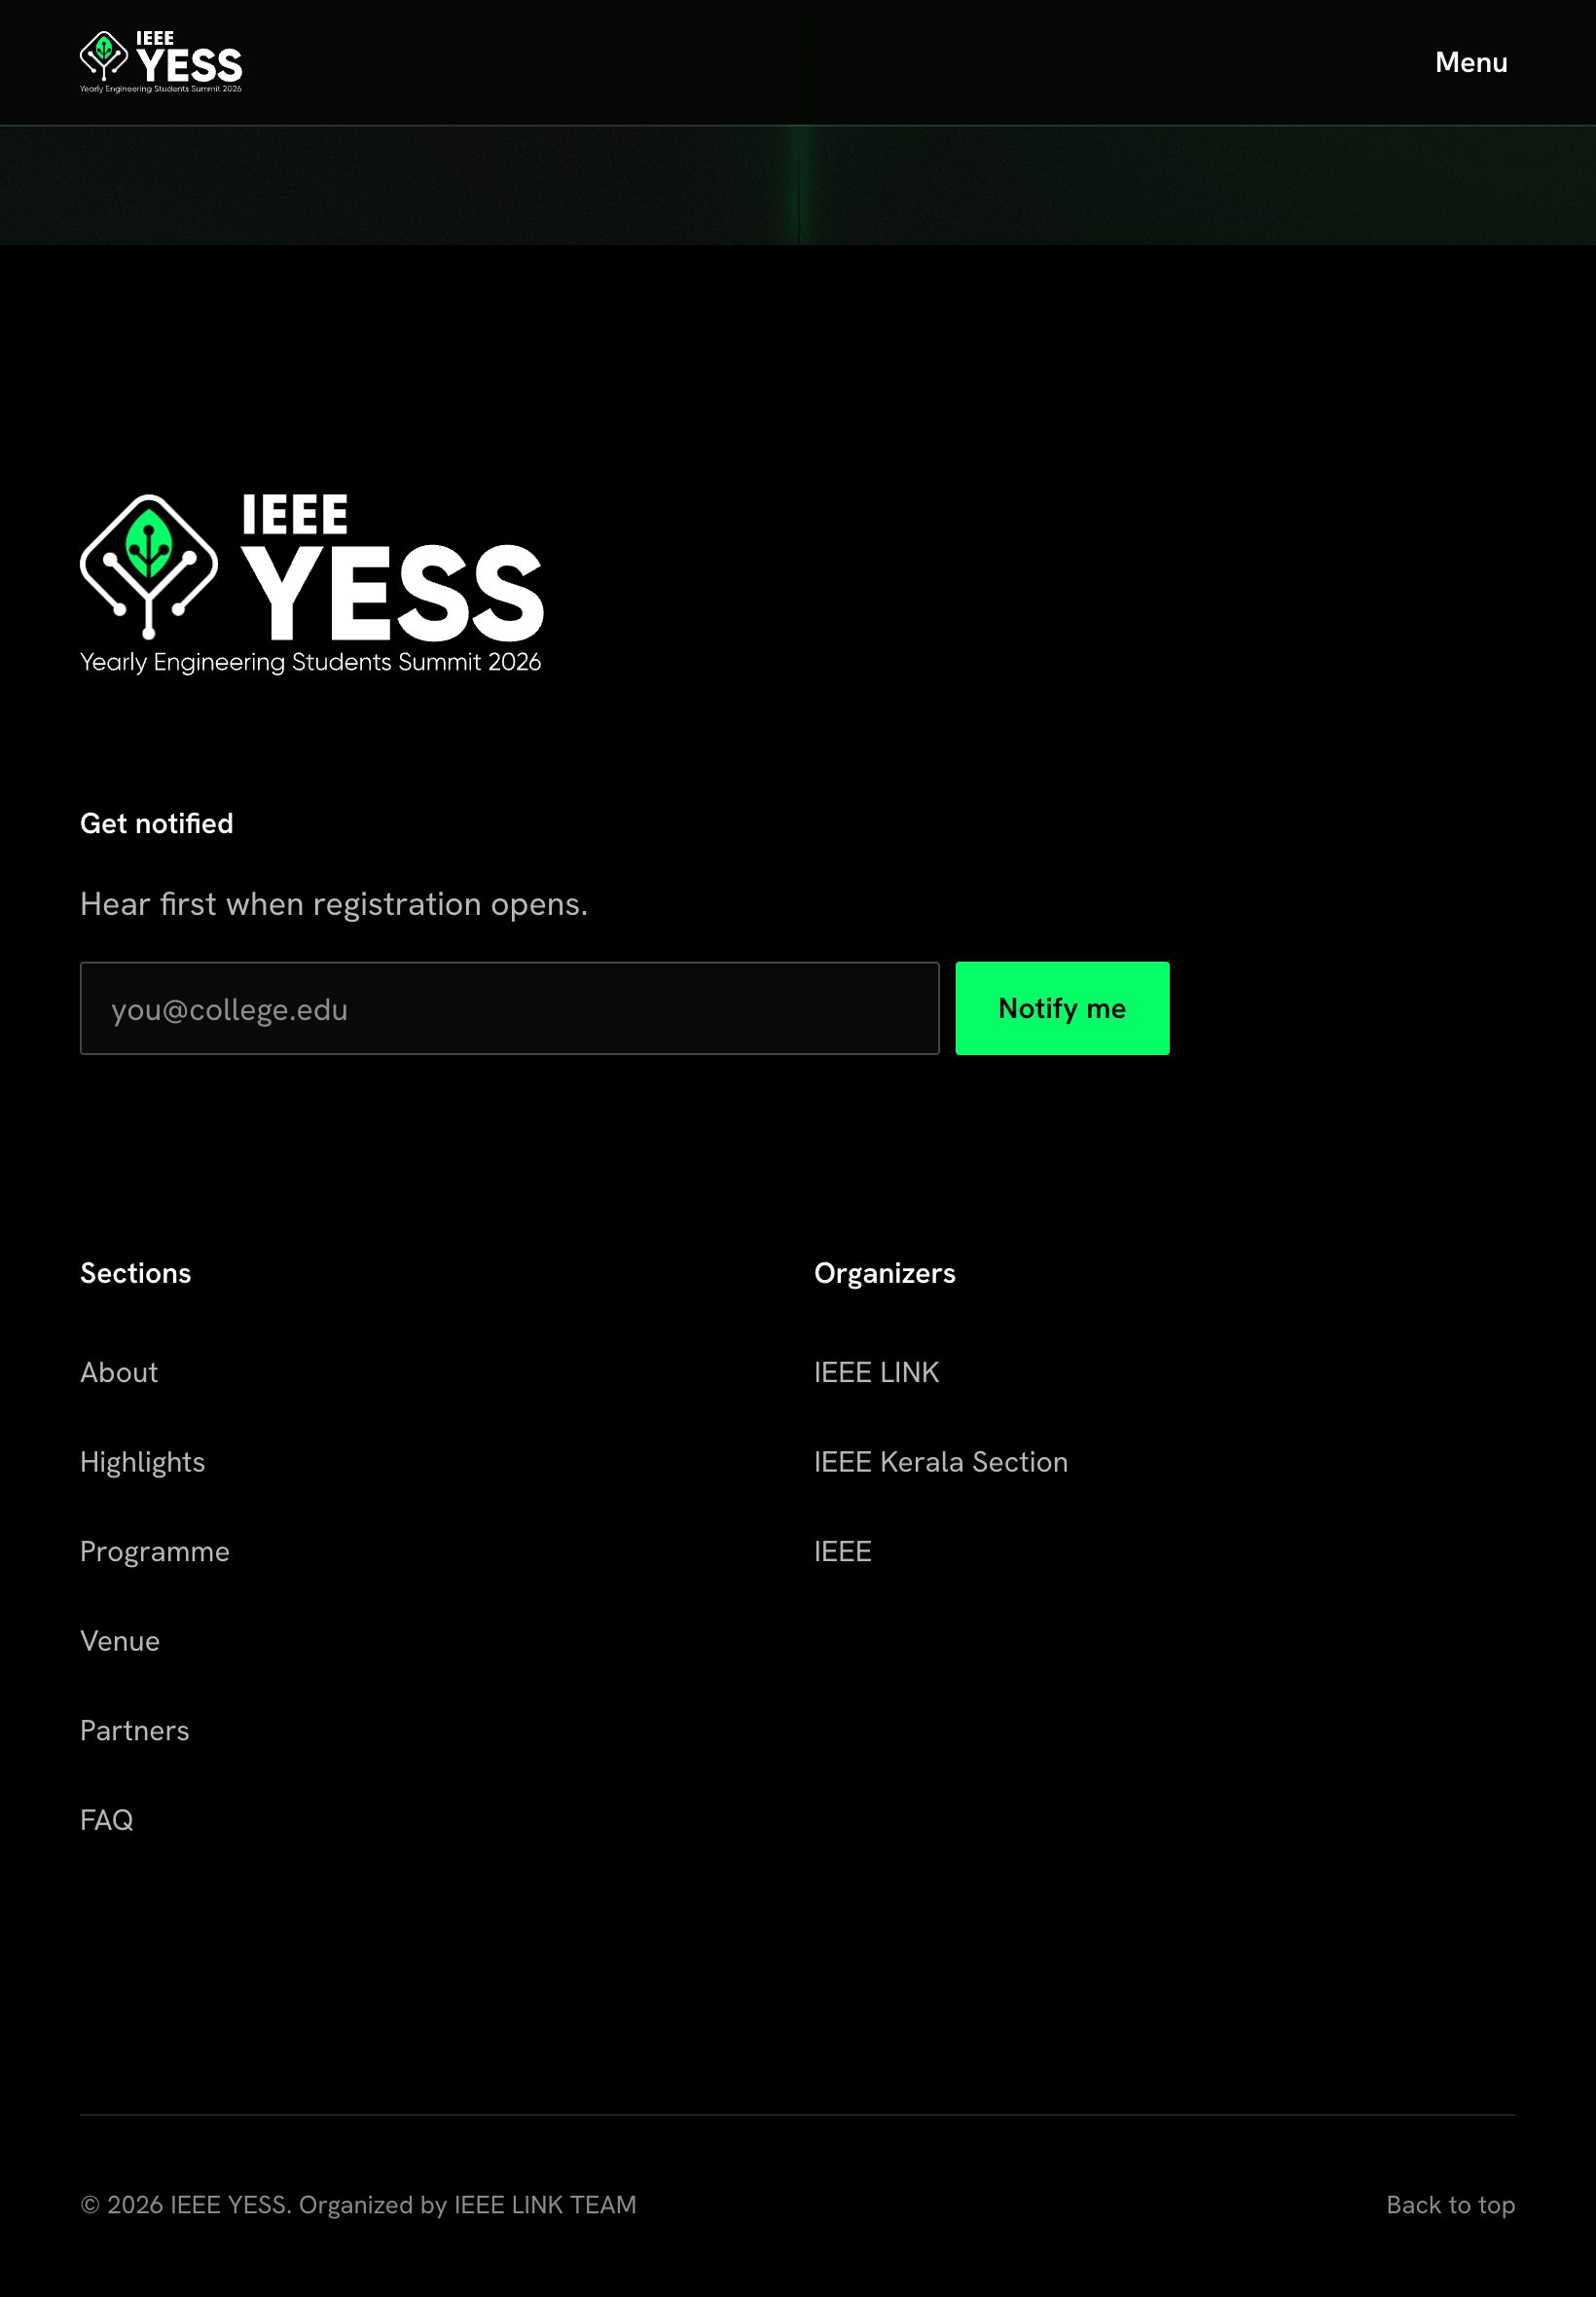 IEEE
YESS
Yearly Engineering Students Summit 2026
Menu
IEEE
YESS
Yearly Engineering Students Summit 2026
Get notified
Hear first when registration opens.
you@college.edu
Notify me
Sections
About
Highlights
Programme
Venue
Partners
FAQ
Organizers
IEEE LINK
IEEE Kerala Section
IEEE
© 2026 IEEE YESS. Organized by IEEE LINK TEAM
Back to top